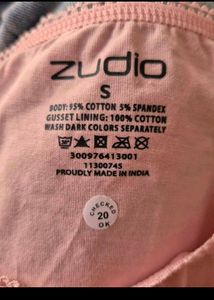 zudio
S
BODY: 95% COTTON 5% SPANDEX
GUSSET LINING: 100% COTTON
WASH DARK COLORS SEPARATELY
300976413001
11300745
PROUDLY MADE IN INDIA
CHECKED
20
OK